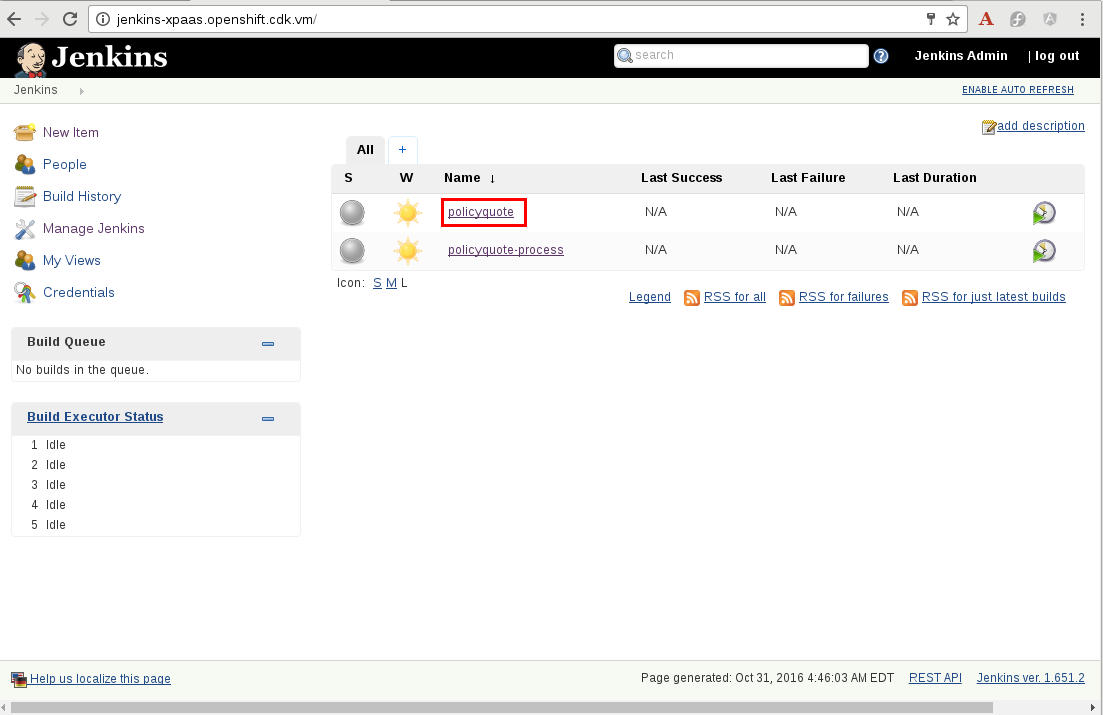 jenkins-xpaas.openshift.cdk.vm/
Jenkins
search
Jenkins Admin | log out
Jenkins
ENABLE AUTO REFRESH
New Item
People
Build History
Manage Jenkins
My Views
Credentials
Build Queue
No builds in the queue.
Build Executor Status
1 Idle
2 Idle
3 Idle
4 Idle
5 Idle
add description
All +
S W Name ↓ Last Success Last Failure Last Duration
policyquote N/A N/A N/A
policyquote-process N/A N/A N/A
Icon: S M L
Legend RSS for all RSS for failures RSS for just latest builds
Help us localize this page
Page generated: Oct 31, 2016 4:46:03 AM EDT REST API Jenkins ver. 1.651.2